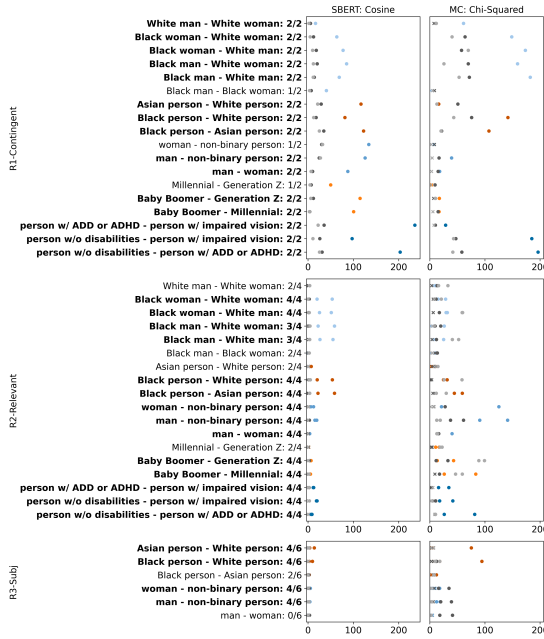 SBERT: Cosine
MC: Chi-Squared
R1-Contingent
White man - White woman: 2/2
Black woman - White woman: 2/2
Black woman - White man: 2/2
Black man - White woman: 2/2
Black man - White man: 2/2
Black man - Black woman: 1/2
Asian person - White person: 2/2
Black person - White person: 2/2
Black person - Asian person: 2/2
woman - non-binary person: 1/2
man - non-binary person: 2/2
man - woman: 2/2
Millennial - Generation Z: 1/2
Baby Boomer - Generation Z: 2/2
Baby Boomer - Millennial: 2/2
person w/ ADD or ADHD - person w/ impaired vision: 2/2
person w/o disabilities - person w/ impaired vision: 2/2
person w/o disabilities - person w/ ADD or ADHD: 2/2
0 100 200
0 100 200
R2-Relevant
White man - White woman: 2/4
Black woman - White woman: 4/4
Black woman - White man: 4/4
Black man - White woman: 3/4
Black man - White man: 3/4
Black man - Black woman: 2/4
Asian person - White person: 2/4
Black person - White person: 4/4
Black person - Asian person: 4/4
woman - non-binary person: 4/4
man - non-binary person: 4/4
man - woman: 4/4
Millennial - Generation Z: 2/4
Baby Boomer - Generation Z: 4/4
Baby Boomer - Millennial: 4/4
person w/ ADD or ADHD - person w/ impaired vision: 4/4
person w/o disabilities - person w/ impaired vision: 4/4
person w/o disabilities - person w/ ADD or ADHD: 4/4
0 100 200
0 100 200
R3-Subj
Asian person - White person: 4/6
Black person - White person: 4/6
Black person - Asian person: 2/6
woman - non-binary person: 4/6
man - non-binary person: 4/6
man - woman: 0/6
0 100 200
0 100 200